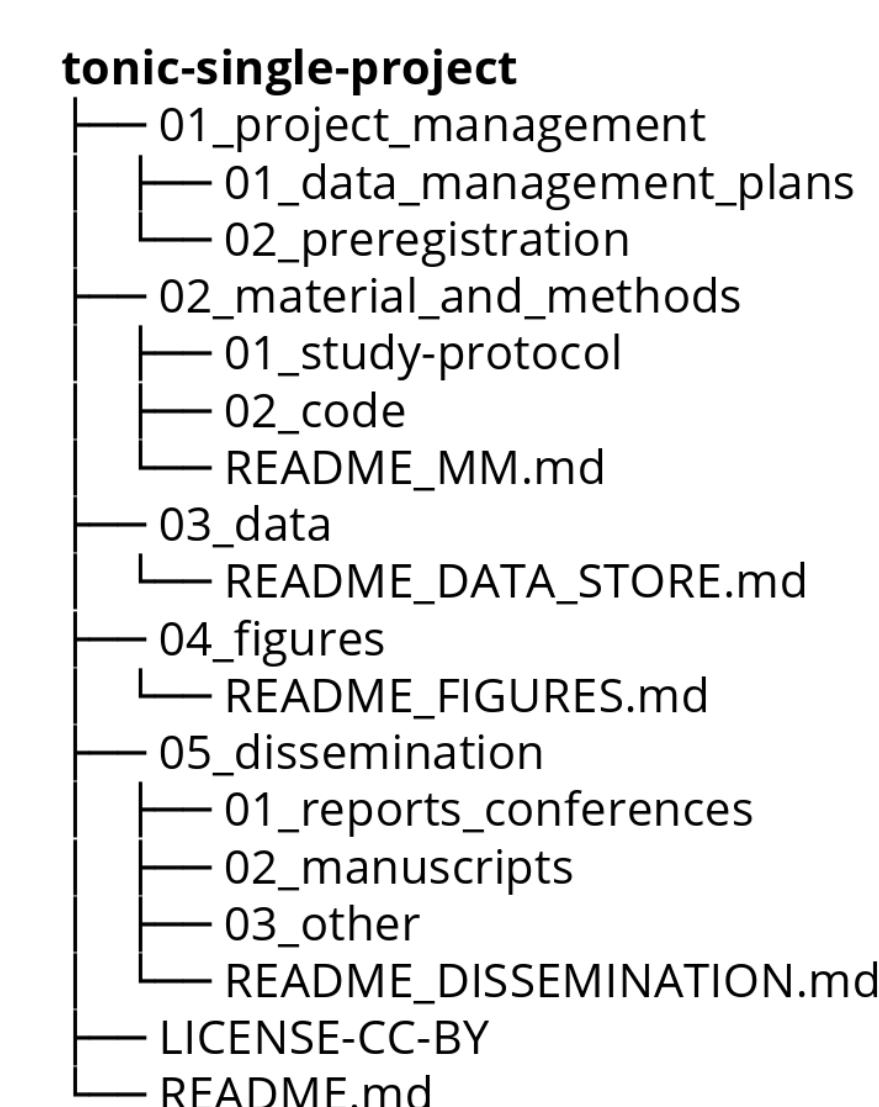 tonic-single-project
01_project_management
01_data_management_plans
02_preregistration
02_material_and_methods
01_study-protocol
02_code
README_MM.md
03_data
README_DATA_STORE.md
04_figures
README_FIGURES.md
05_dissemination
01_reports_conferences
02_manuscripts
03_other
README_DISSEMINATION.md
LICENSE-CC-BY
README.md